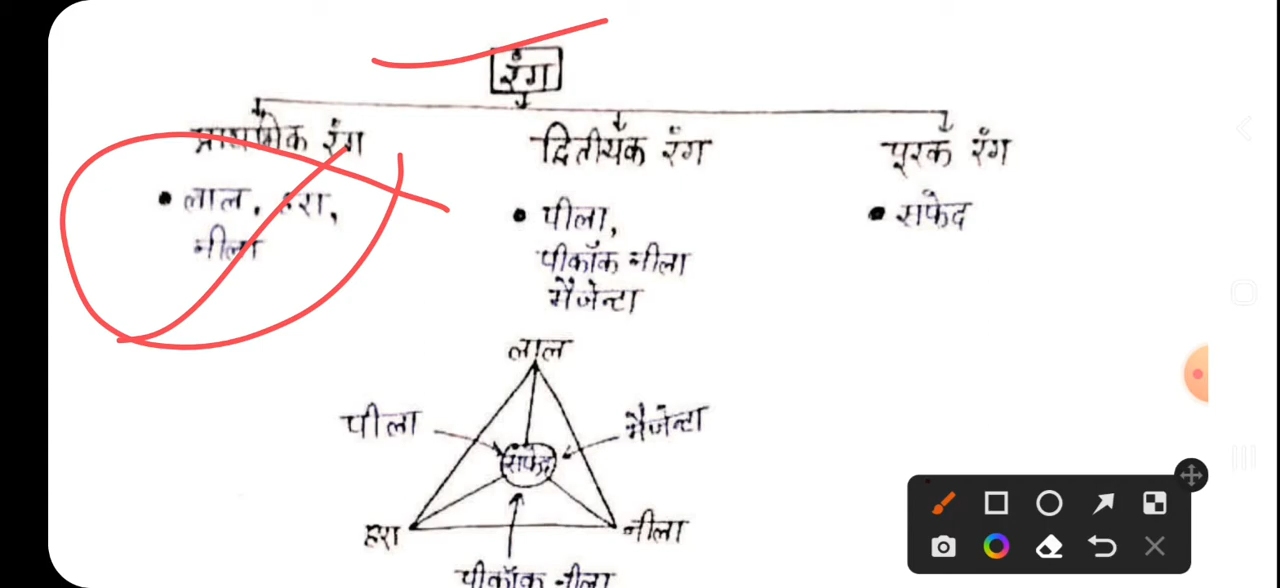 रंग
प्राथमिक रंग
द्वितीयक रंग
पूरक रंग
• लाल, हरा,
नीला
• पीला,
पीकॉक नीला
मैजेन्टा
• सफेद
लाल
पीला
मैजेन्टा
सफेद
हरा
नीला
पीकॉक नीला